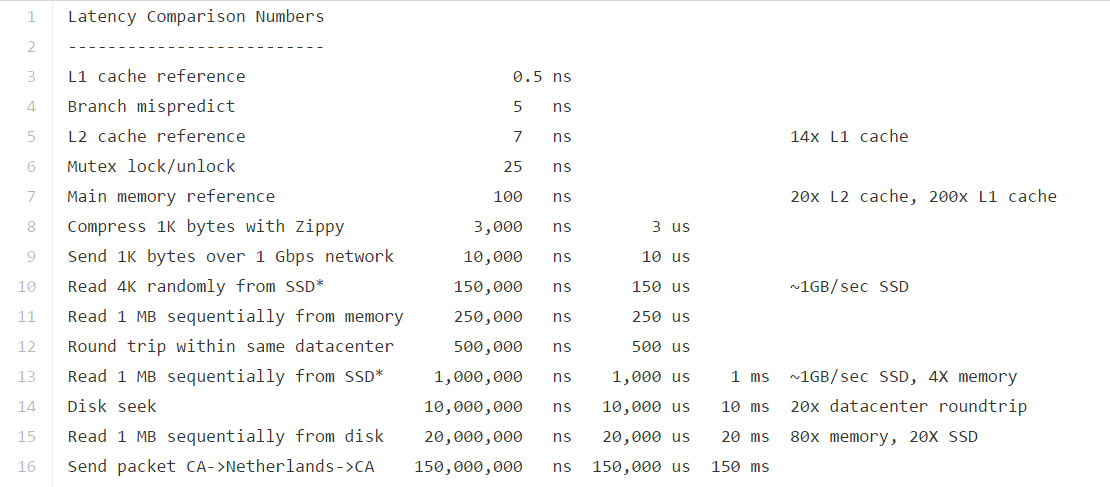 1 Latency Comparison Numbers
2 --------------------------
3 L1 cache reference 0.5 ns
4 Branch mispredict 5 ns
5 L2 cache reference 7 ns 14x L1 cache
6 Mutex lock/unlock 25 ns
7 Main memory reference 100 ns 20x L2 cache, 200x L1 cache
8 Compress 1K bytes with Zippy 3,000 ns 3 us
9 Send 1K bytes over 1 Gbps network 10,000 ns 10 us
10 Read 4K randomly from SSD* 150,000 ns 150 us ~1GB/sec SSD
11 Read 1 MB sequentially from memory 250,000 ns 250 us
12 Round trip within same datacenter 500,000 ns 500 us
13 Read 1 MB sequentially from SSD* 1,000,000 ns 1,000 us 1 ms ~1GB/sec SSD, 4X memory
14 Disk seek 10,000,000 ns 10,000 us 10 ms 20x datacenter roundtrip
15 Read 1 MB sequentially from disk 20,000,000 ns 20,000 us 20 ms 80x memory, 20X SSD
16 Send packet CA->Netherlands->CA 150,000,000 ns 150,000 us 150 ms